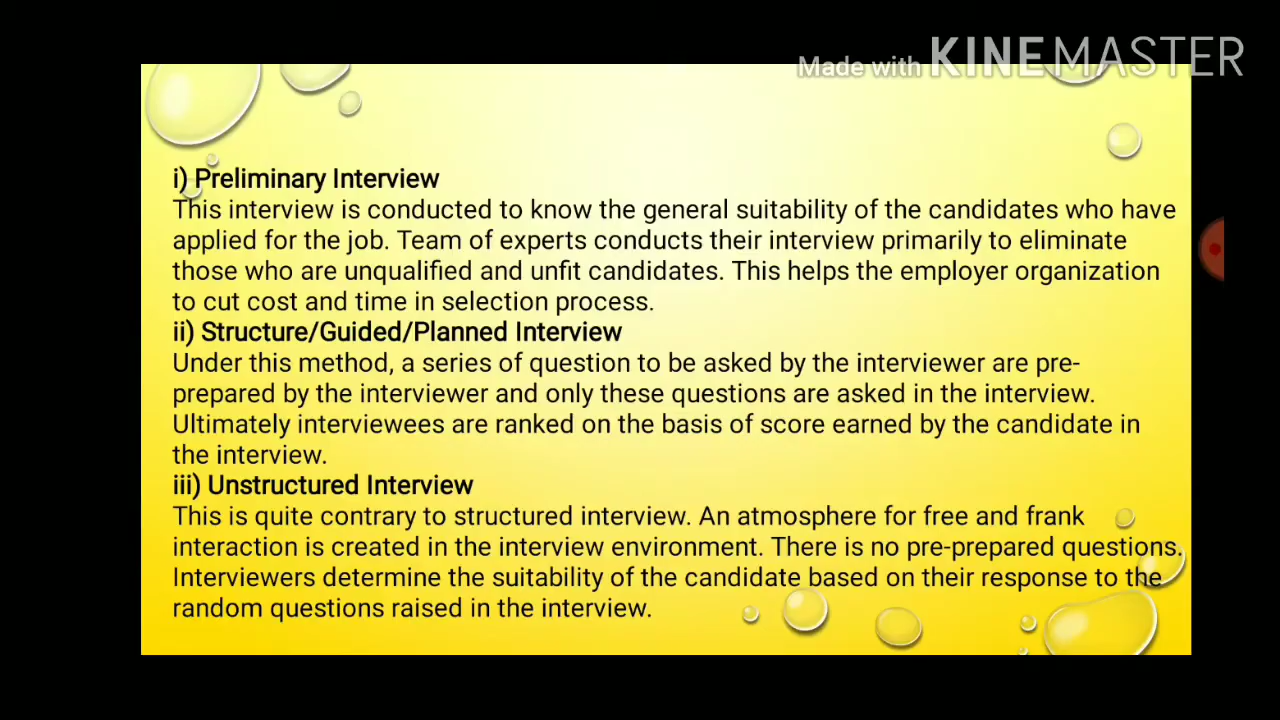 Made with KINEMASTER
i) Preliminary Interview
This interview is conducted to know the general suitability of the candidates who have
applied for the job. Team of experts conducts their interview primarily to eliminate
those who are unqualified and unfit candidates. This helps the employer organization
to cut cost and time in selection process.
ii) Structure/Guided/Planned Interview
Under this method, a series of question to be asked by the interviewer are pre-
prepared by the interviewer and only these questions are asked in the interview.
Ultimately interviewees are ranked on the basis of score earned by the candidate in
the interview.
iii) Unstructured Interview
This is quite contrary to structured interview. An atmosphere for free and frank
interaction is created in the interview environment. There is no pre-prepared questions.
Interviewers determine the suitability of the candidate based on their response to the
random questions raised in the interview.